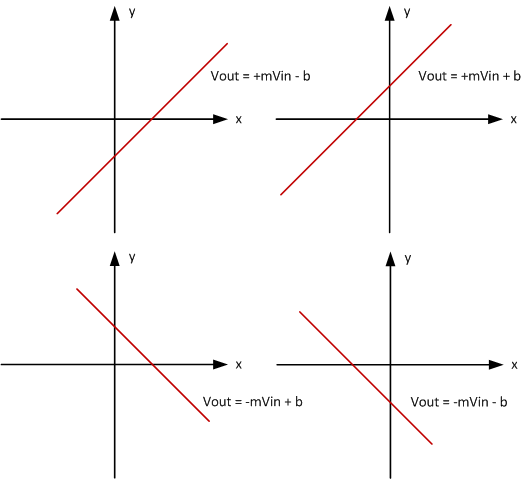 y
Vout = +mVin - b
x
y
Vout = +mVin + b
x
y
x
Vout = -mVin + b
y
x
Vout = -mVin - b